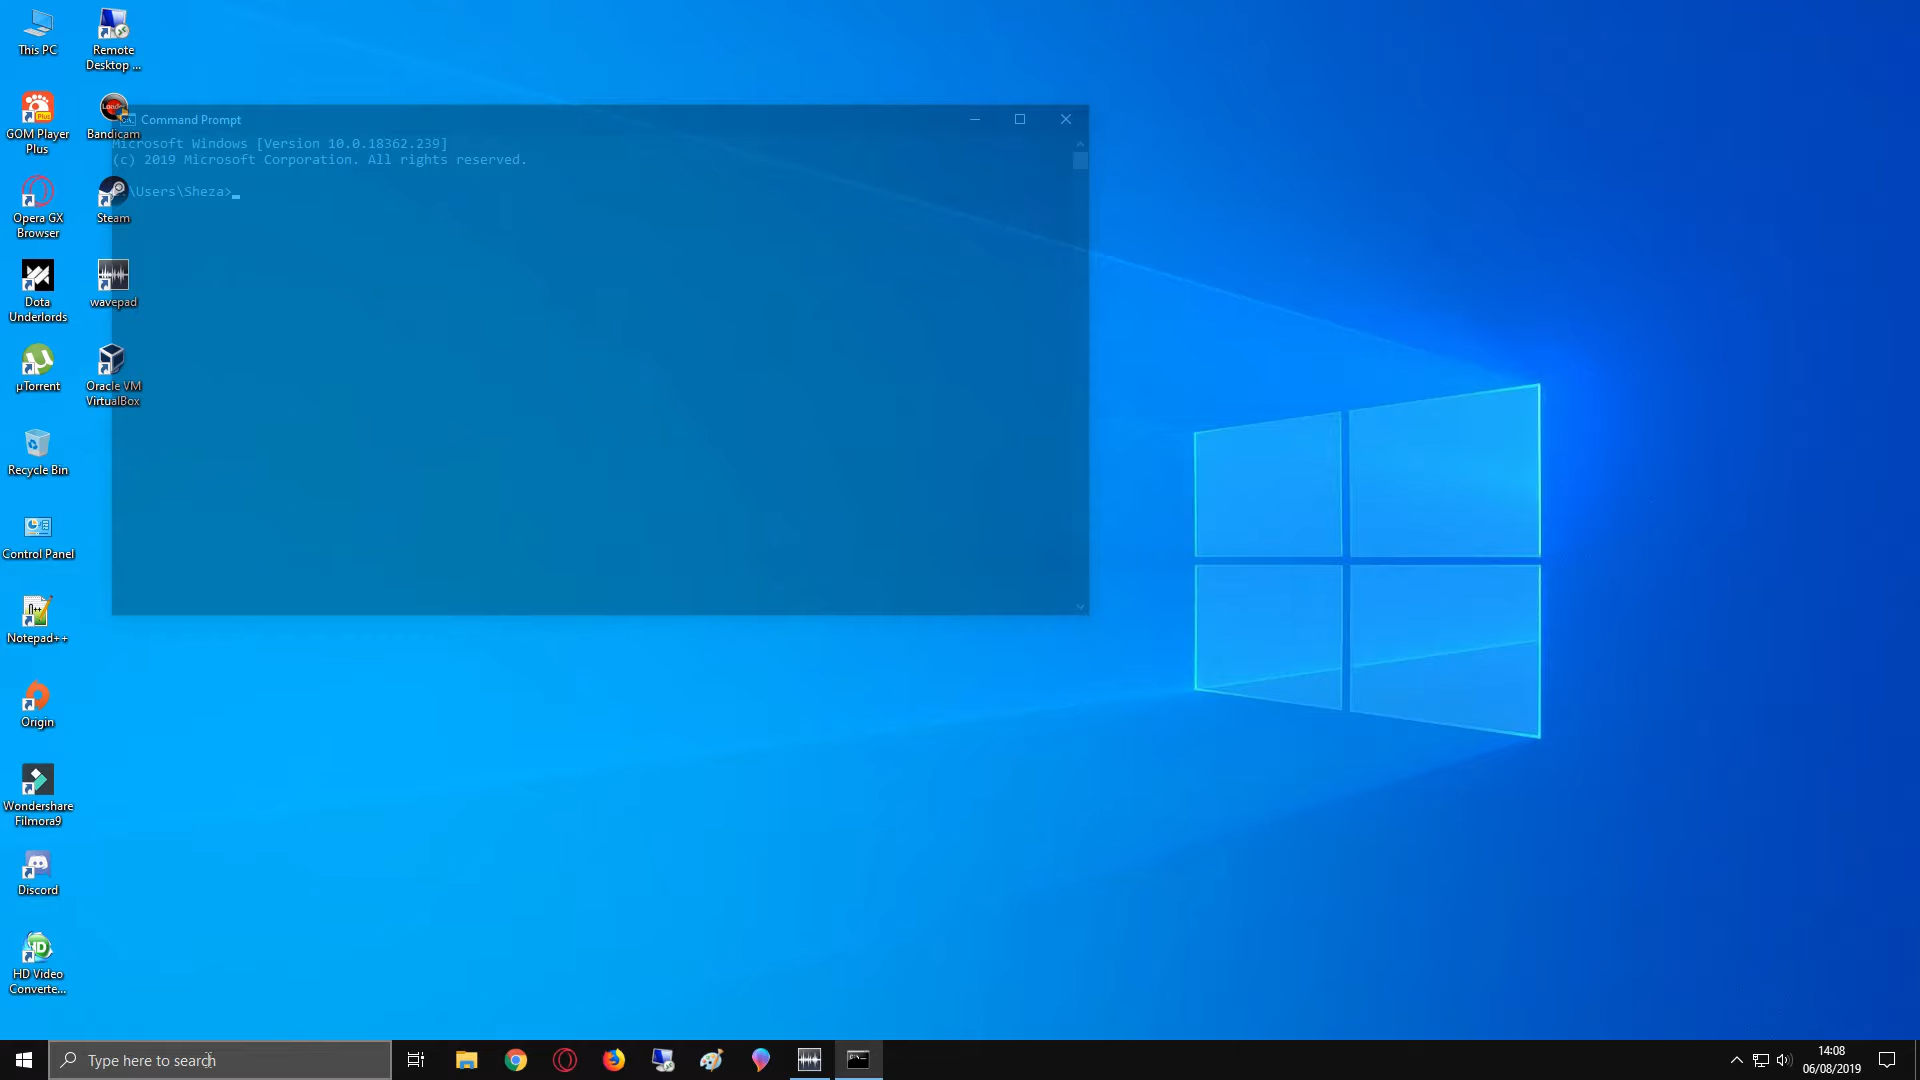 This PC
Remote
Desktop ...
GOM Player
Plus
Bandicam
Opera GX
Browser
Steam
Dota
Underlords
wavepad
µTorrent
Oracle VM
VirtualBox
Recycle Bin
Control Panel
Notepad++
Origin
Wondershare
Filmora9
Discord
HD Video
Converte...
Command Prompt
Microsoft Windows [Version 10.0.18362.239]
(c) 2019 Microsoft Corporation. All rights reserved.
\Users\Sheza>_
Type here to search
14:08
06/08/2019